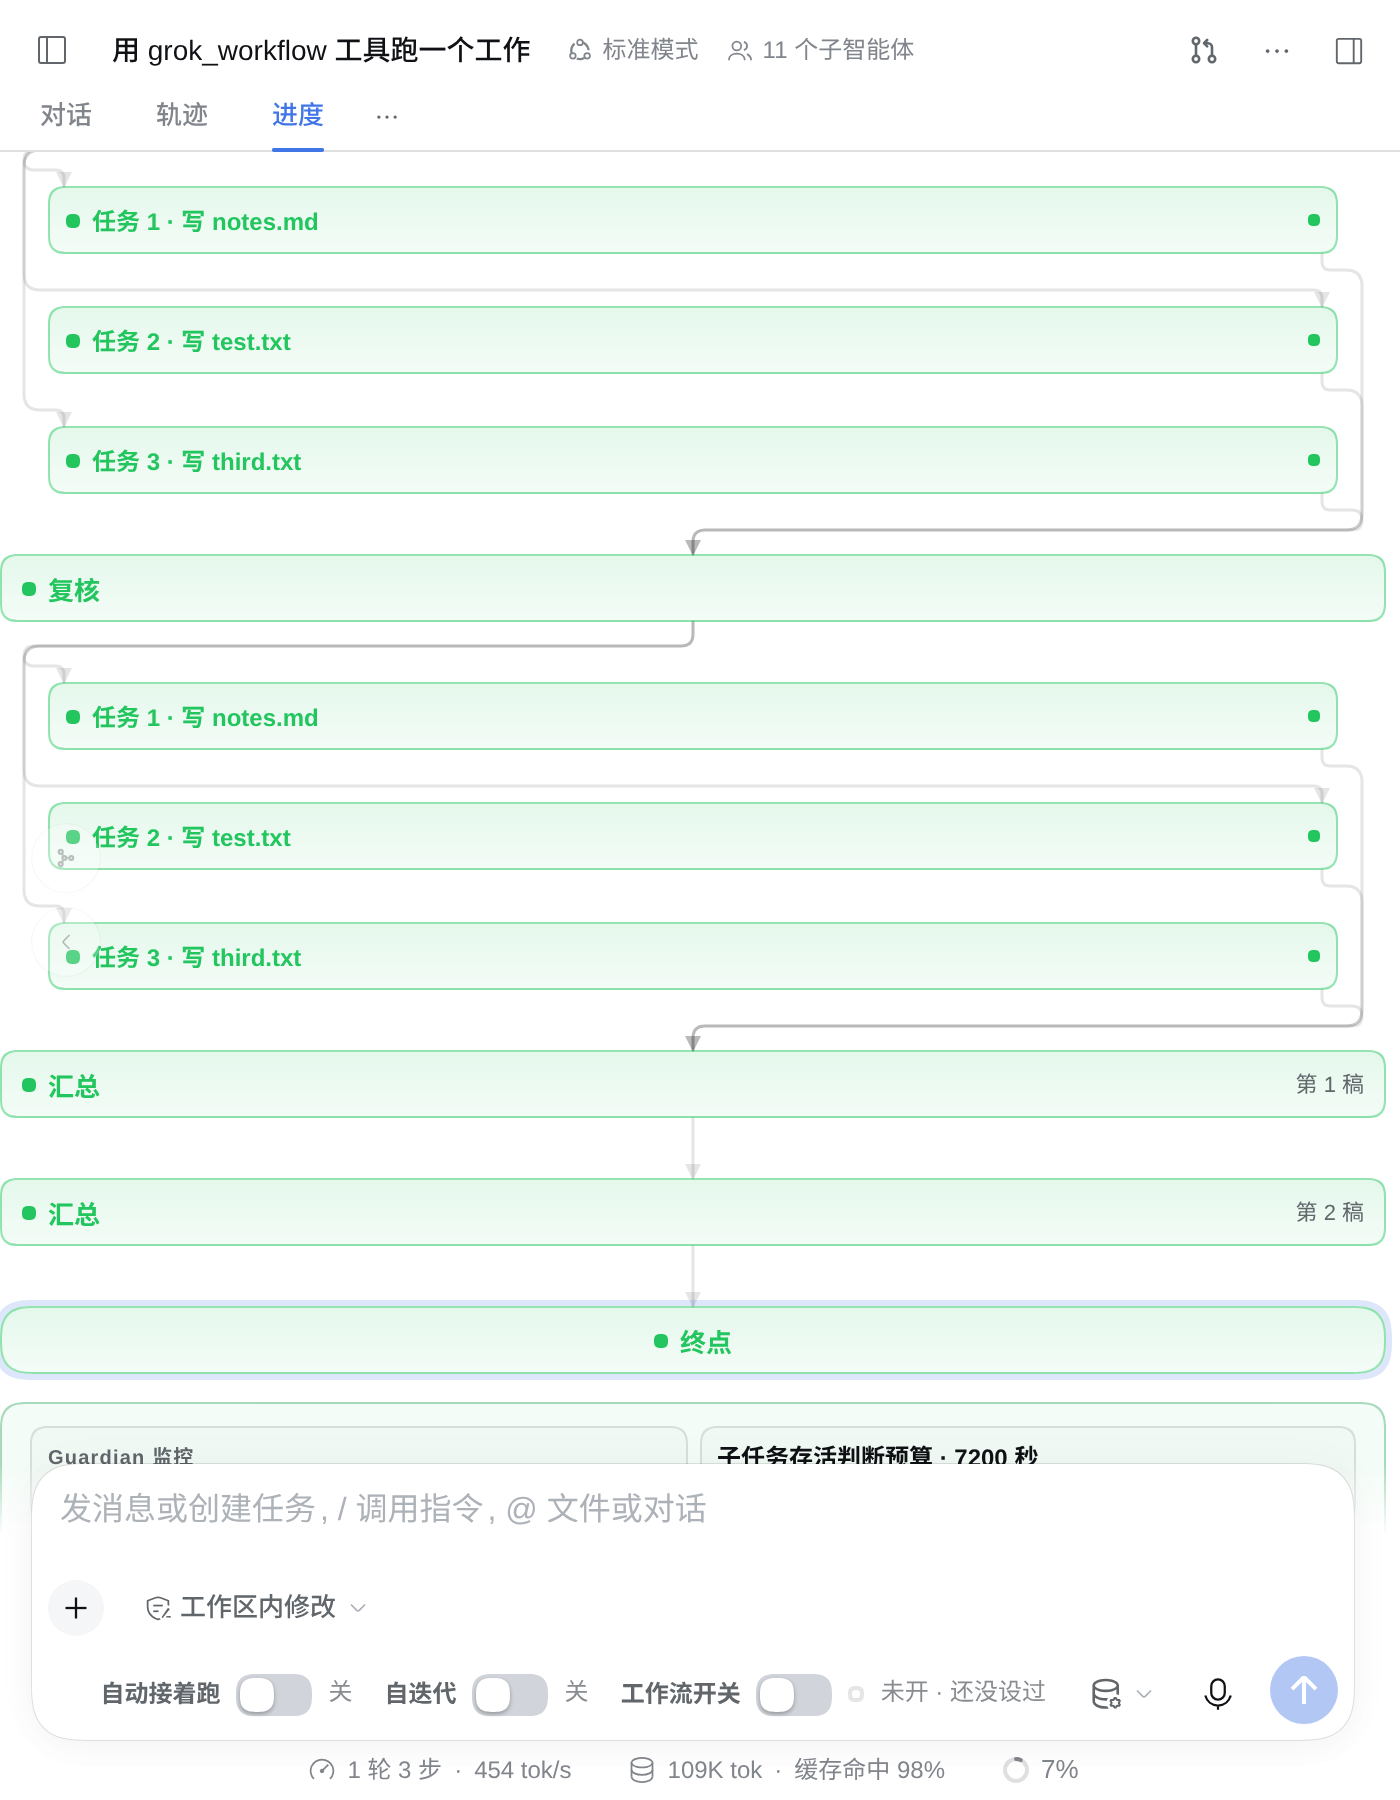 用 grok_workflow 工具跑一个工作 标准模式 11 个子智能体
对话 轨迹 进度 ···
任务 1 · 写 notes.md
任务 2 · 写 test.txt
任务 3 · 写 third.txt
复核
任务 1 · 写 notes.md
任务 2 · 写 test.txt
任务 3 · 写 third.txt
汇总 第 1 稿
汇总 第 2 稿
终点
Guardian 监控 子任务存活判断预算 · 7200 秒
发消息或创建任务, / 调用指令, @ 文件或对话
工作区内修改
自动接着跑 关 自迭代 关 工作流开关 未开 · 还没设过
1 轮 3 步 · 454 tok/s 109K tok · 缓存命中 98% 7%